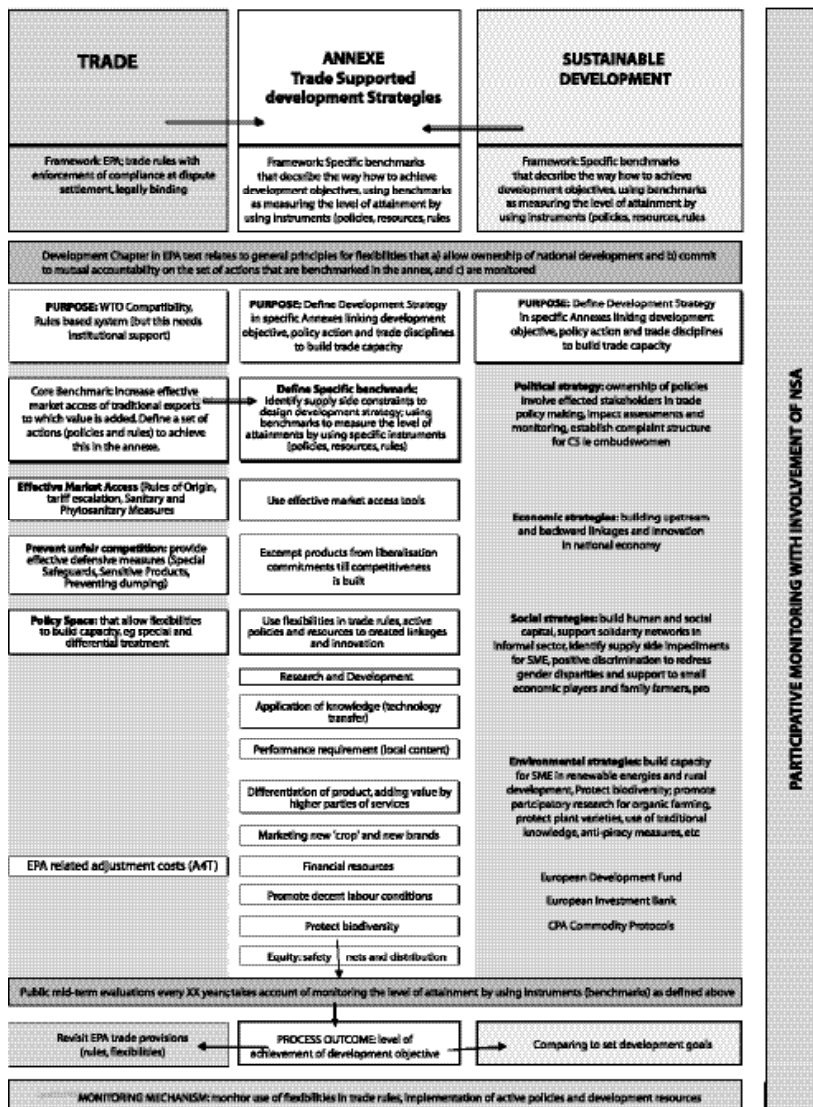 TRADE
ANNEXE
Trade Supported
development Strategies
SUSTAINABLE
DEVELOPMENT
Framework: EPA; trade rules with
enforcement of compliance at dispute
settlement, legally binding
Framework: Specific benchmarks
that decsribe the way how to achieve
development objectives, using benchmarks
as measuring the level of attainment by
using instruments (policies, resources, rules
Framework: Specific benchmarks
that decsribe the way how to achieve
development objectives, using benchmarks
as measuring the level of attainment by
using instruments (policies, resources, rules
Development Chapter in EPA text relates to general principles for flexibilities that a) allow ownership of national development and b) commit
to mutual accountability on the set of actions that are benchmarked in the annex, and c) are monitored
PURPOSE: WTO Compatibility,
Rules based system (but this needs
institutional support)
PURPOSE: Define Development Strategy
in specific Annexes linking development
objective, policy action and trade disciplines
to build trade capacity
PURPOSE: Define Development Strategy
in specific Annexes linking development
objective, policy action and trade disciplines
to build trade capacity
Core Benchmark: increase effective
market access of traditional exports
to which value is added. Define a set of
actions (policies and rules) to achieve
this in the annexe.
Define Specific benchmark:
Identify supply side constraints to
design development strategy; using
benchmarks to measure the level of
attainments by using specific instruments
(policies, resources, rules)
Political strategy: ownership of policies
involve effected stakeholders in trade
policy making, impact assessments and
monitoring, establish complaint structure
for CS ie ombudswomen
Effective Market Access (Rules of Origin,
tariff escalation, Sanitary and
Phytosanitary Measures
Use effective market access tools
Economic strategies: building upstream
and backward linkages and innovation
in national economy
Prevent unfair competition: provide
effective defensive measures (Special
Safeguards, Sensitive Products,
Preventing dumping)
Excempt products from liberalisation
commitments till competitiveness
is built
Policy Space: that allow flexibilities
to build capacity, eg special and
differential treatment
Use flexibilities in trade rules, active
policies and resources to created linkages
and innovation
Social strategies: build human and social
capital, support solidarity networks in
informal sector, identify supply side impediments
for SME, positive discrimination to redress
gender disparities and support to small
economic players and family farmers, pro
Research and Development
Application of knowledge (technology
transfer)
Performance requirement (local content)
Differentiation of product, adding value by
higher parties of services
Marketing new 'crop' and new brands
Environmental strategies: build capacity
for SME in renewable energies and rural
development, Protect biodiversity; promote
partcipatory research for organic farming,
protect plant varieties, use of traditional
knowledge, anti-piracy measures, etc
EPA related adjustment costs (A4T)
Financial resources
Promote decent labour conditions
Protect biodiversity
Equity: safety nets and distribution
European Development Fund
European Investment Bank
CPA Commodity Protocols
Public mid-term evaluations every XX years; takes account of monitoring the level of attainment by using instruments (benchmarks) as defined above
Revisit EPA trade provisions
(rules, flexibilities)
PROCESS OUTCOME: level of
achievement of development objective
Comparing to set development goals
MONITORING MECHANISM: monitor use of flexibilities in trade rules, implementation of active policies and development resources
PARTICIPATIVE MONITORING WITH INVOLVEMENT OF NSA